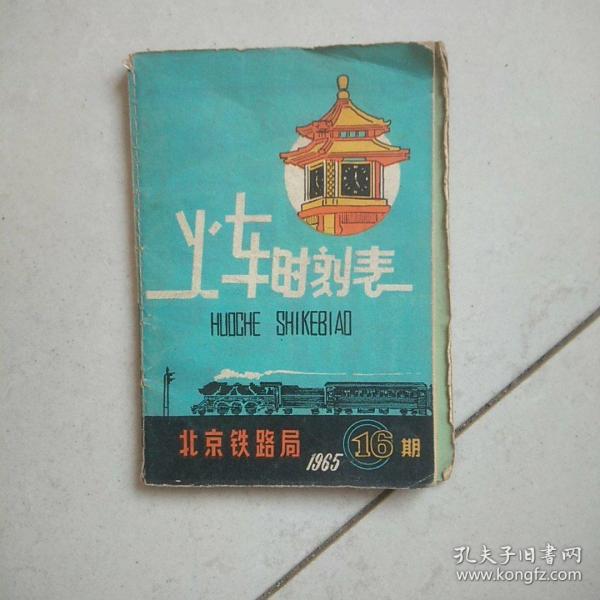 火车时刻表
HUOCHE SHIKEBIAO
北京铁路局 1965 16 期
孔夫子旧书网
www.kongfz.com